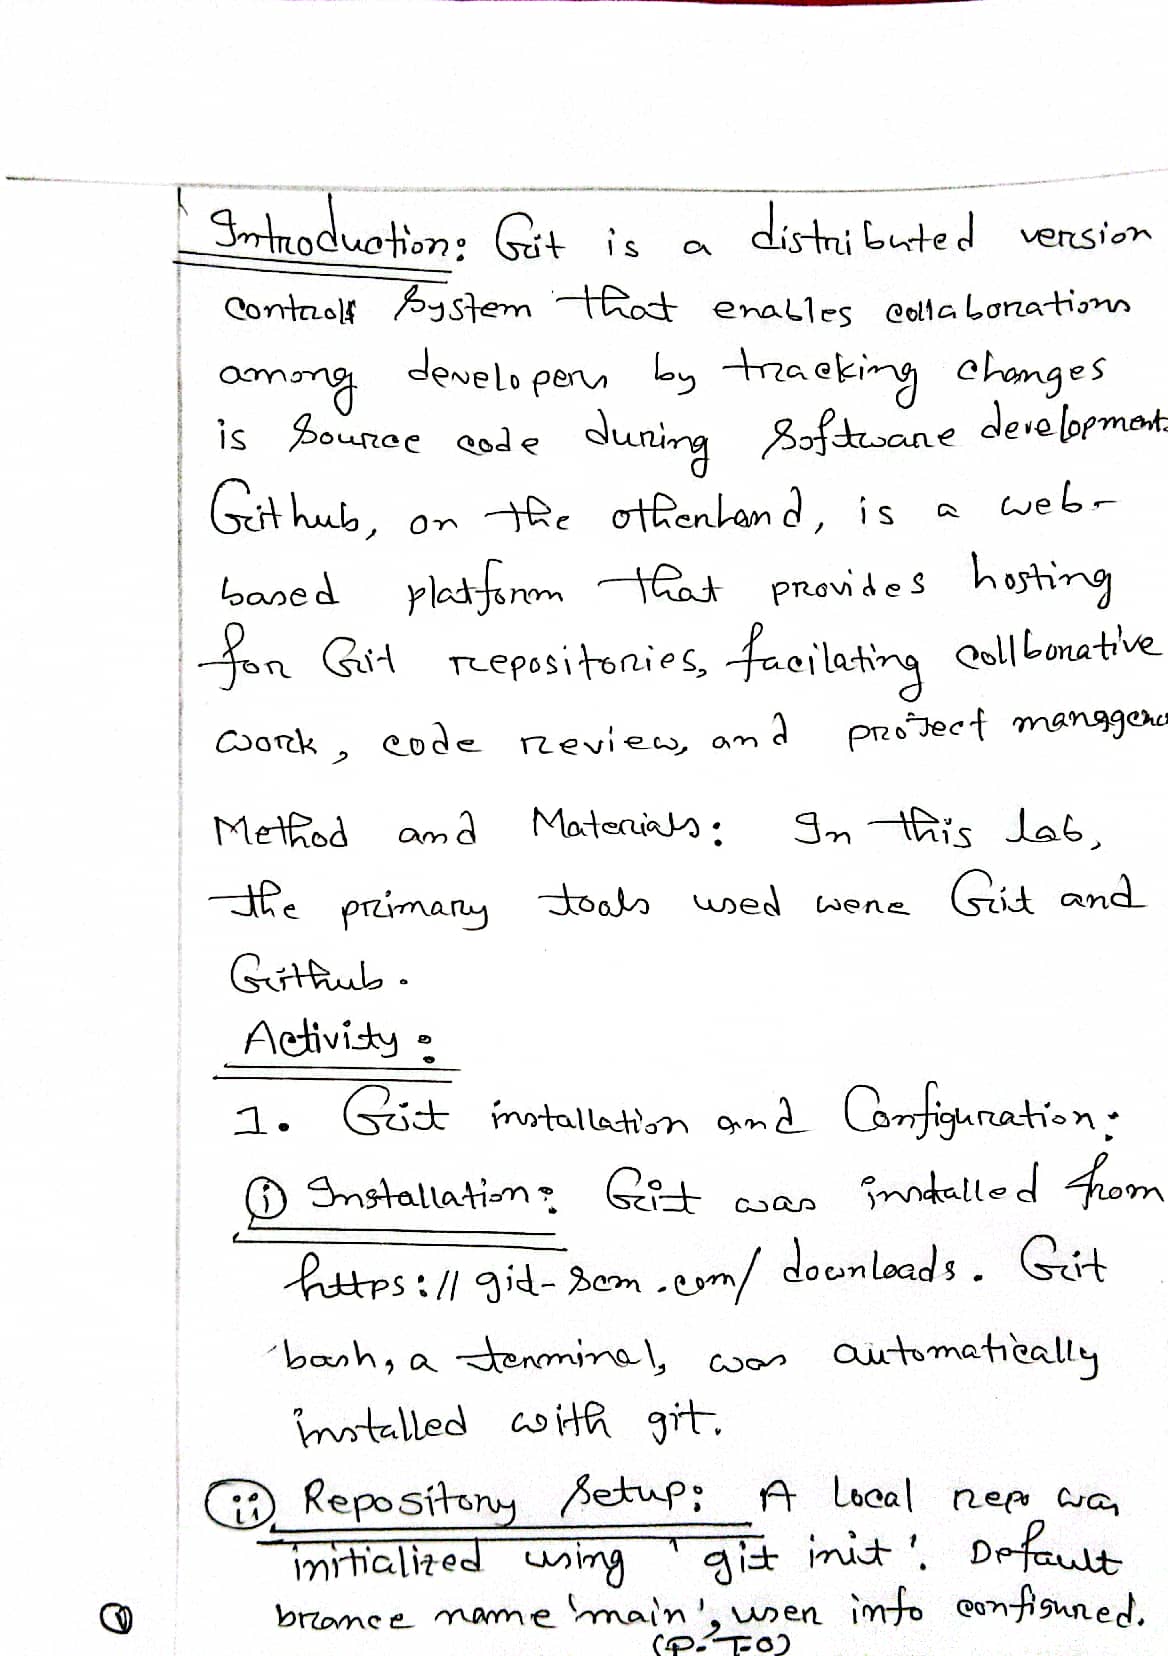 Introduction: Git is a distributed version
control system that enables collaborations
among developers by tracking changes
is source code during software development.
Github, on the otherhand, is a web-
based platform that provides hosting
for Git repositories, facilating collborative
work, code review, and project
Method and Materials: In this lab,
the primary tools used were Git and
Github.
Activity:
1. Git installation and Configuration:
i Installation: Git was installed from
https://gid-scm.com/downloads. Git
bash, a terminal, was automatically
installed with git.
ii Repository Setup: A local repo was
initialized using 'git init'. Default
brance name 'main', user info configured.
1
(P.T.O)